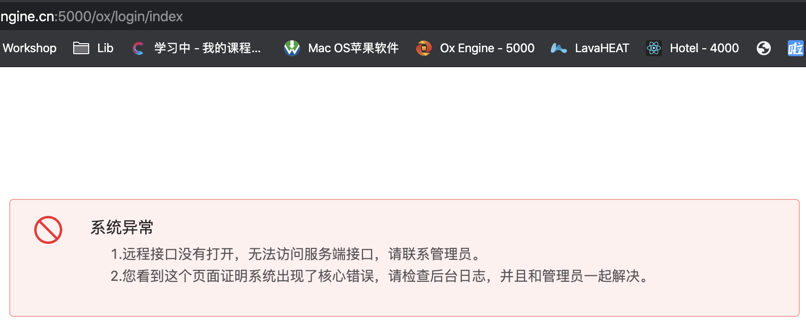 ngine.cn:5000/ox/login/index
Workshop Lib 学习中 - 我的课程... Mac OS苹果软件 Ox Engine - 5000 LavaHEAT Hotel - 4000
系统异常
1.远程接口没有打开，无法访问服务端接口，请联系管理员。
2.您看到这个页面证明系统出现了核心错误，请检查后台日志，并且和管理员一起解决。